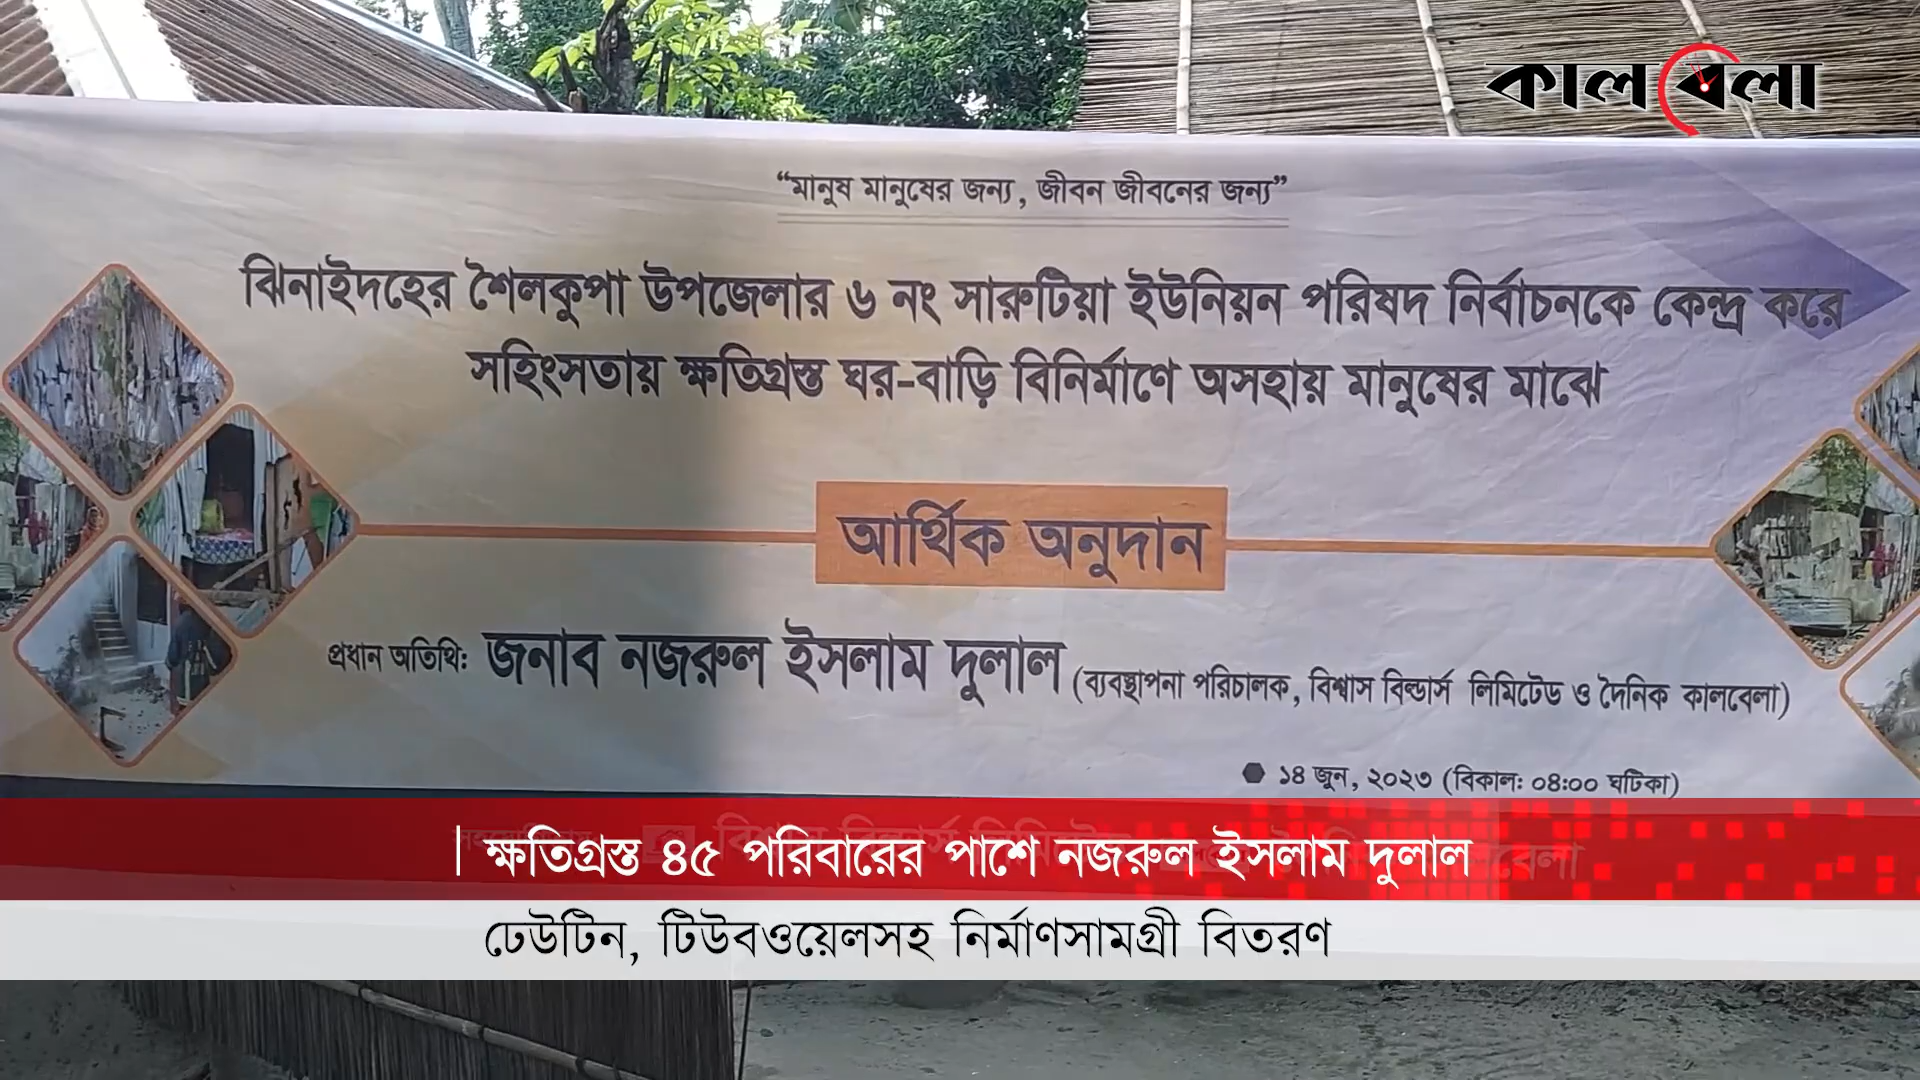 কালবেলা
“মানুষ মানুষের জন্য, জীবন জীবনের জন্য”
ঝিনাইদহের শৈলকুপা উপজেলার ৬ নং সারুটিয়া ইউনিয়ন পরিষদ নির্বাচনকে কেন্দ্র করে
সহিংসতায় ক্ষতিগ্রস্ত ঘর-বাড়ি বিনির্মাণে অসহায় মানুষের মাঝে
আর্থিক অনুদান
প্রধান অতিথি: জনাব নজরুল ইসলাম দুলাল (ব্যবস্থাপনা পরিচালক, বিশ্বাস বিল্ডার্স লিমিটেড ও দৈনিক কালবেলা)
১৪ জুন, ২০২৩ (বিকাল: ০৪:০০ ঘটিকা)
ক্ষতিগ্রস্ত ৪৫ পরিবারের পাশে নজরুল ইসলাম দুলাল
ঢেউটিন, টিউবওয়েলসহ নির্মাণসামগ্রী বিতরণ